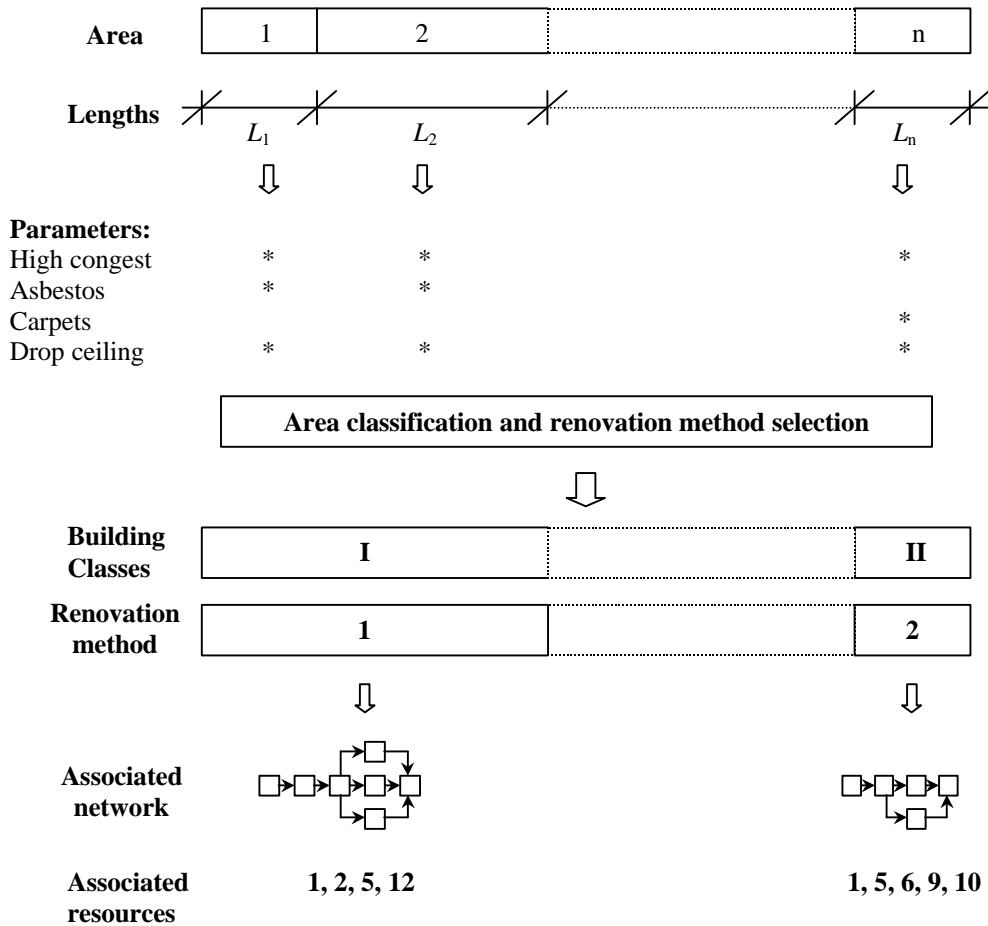 Area 1 2 n
Lengths
L1 L2 Ln
Parameters:
High congest * * *
Asbestos * *
Carpets *
Drop ceiling * * *
Area classification and renovation method selection
Building
Classes
I II
Renovation
method
1 2
Associated
network
Associated
resources
1, 2, 5, 12 1, 5, 6, 9, 10